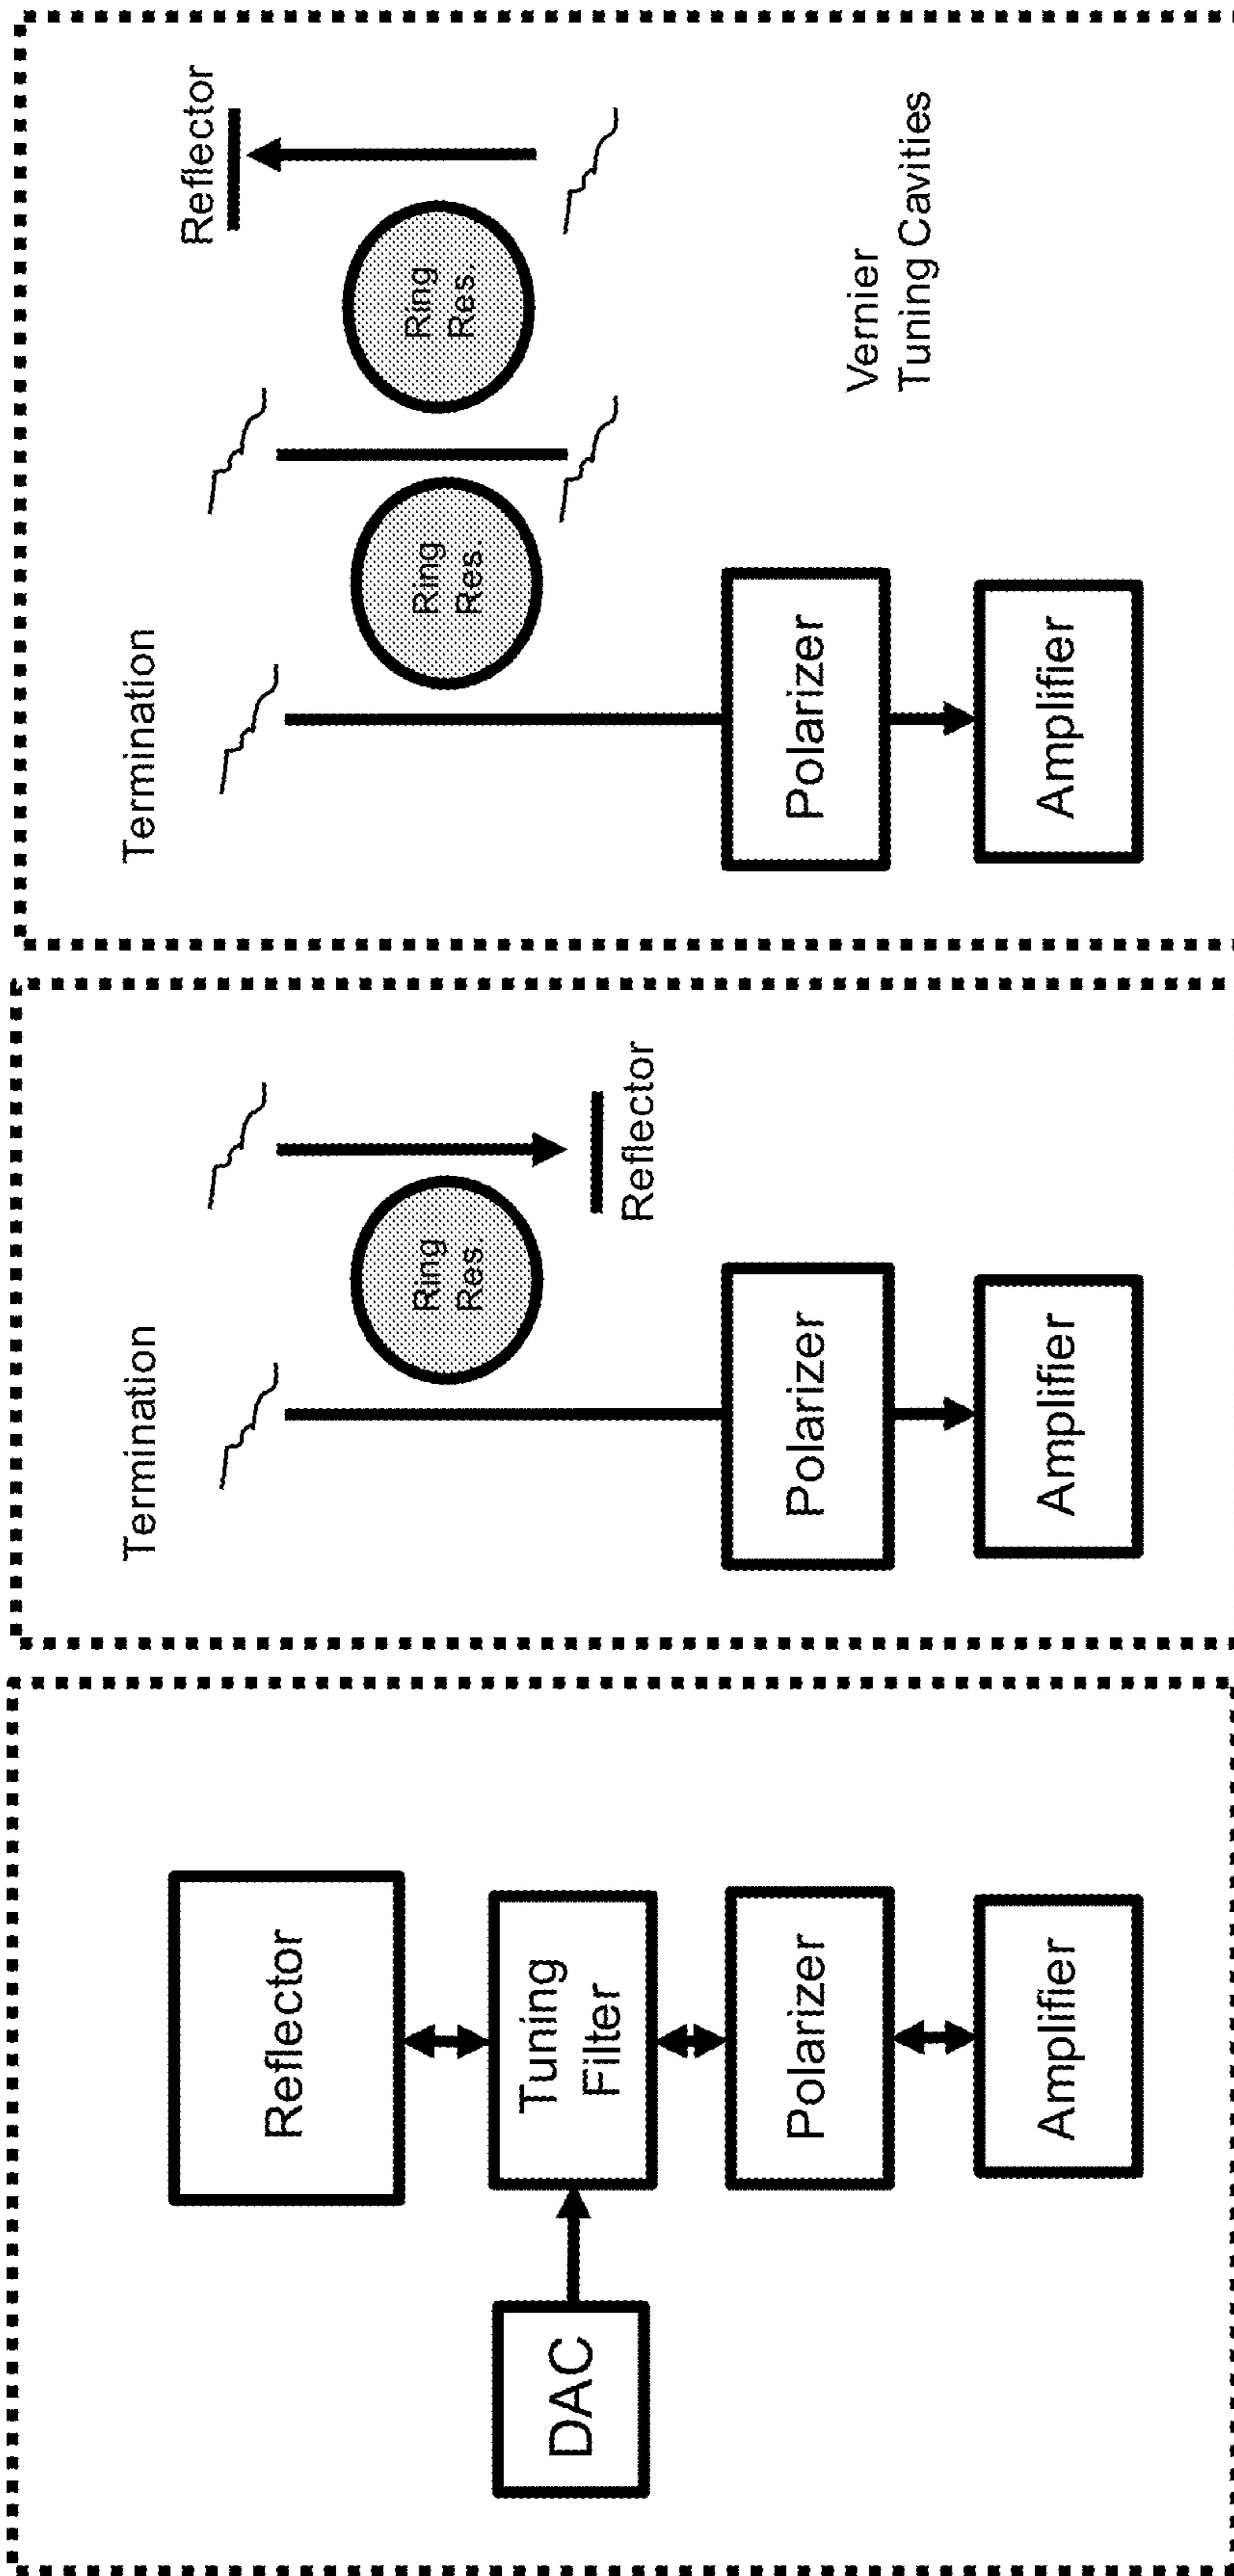 DAC
Reflector
Tuning
Filter
Polarizer
Amplifier
Termination
Ring
Res.
Reflector
Polarizer
Amplifier
Termination
Reflector
Ring
Res.
Ring
Res.
Vernier
Tuning Cavities
Polarizer
Amplifier